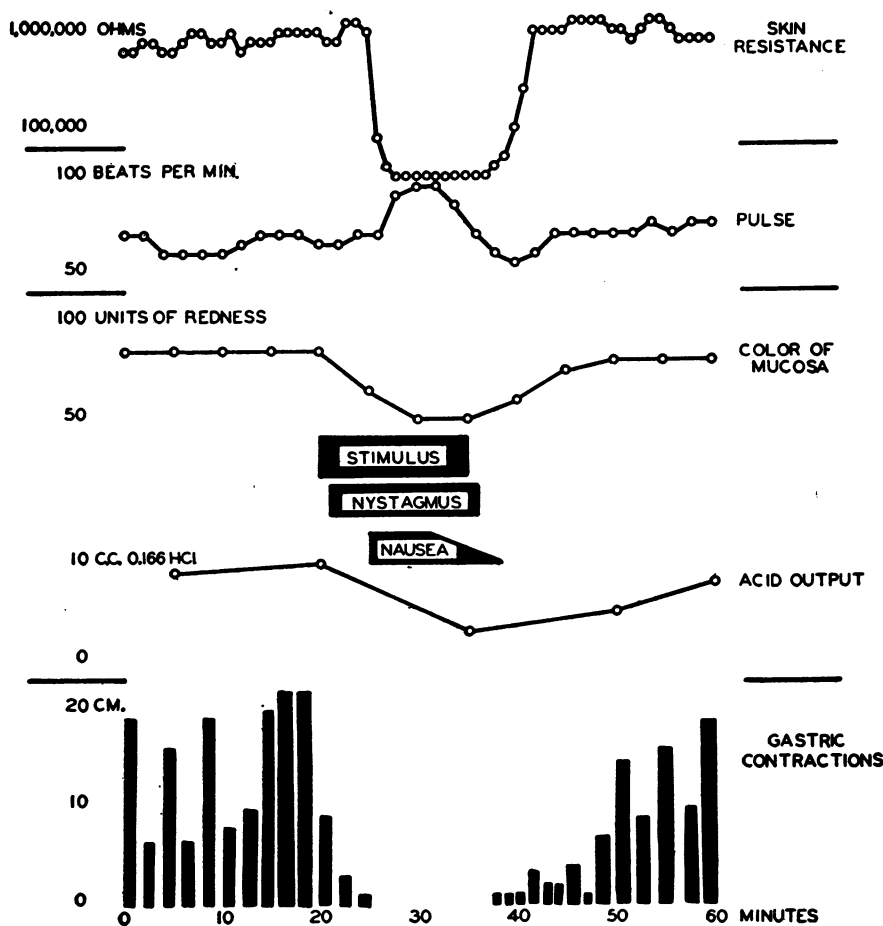 1,000,000 OHMS
SKIN
RESISTANCE
100,000
100 BEATS PER MIN.
PULSE
50
100 UNITS OF REDNESS
COLOR OF
MUCOSA
50
STIMULUS
NYSTAGMUS
NAUSEA
10 C.C. 0.166 HCl
ACID OUTPUT
0
20 CM.
GASTRIC
CONTRACTIONS
10
0
0 10 20 30 40 50 60 MINUTES